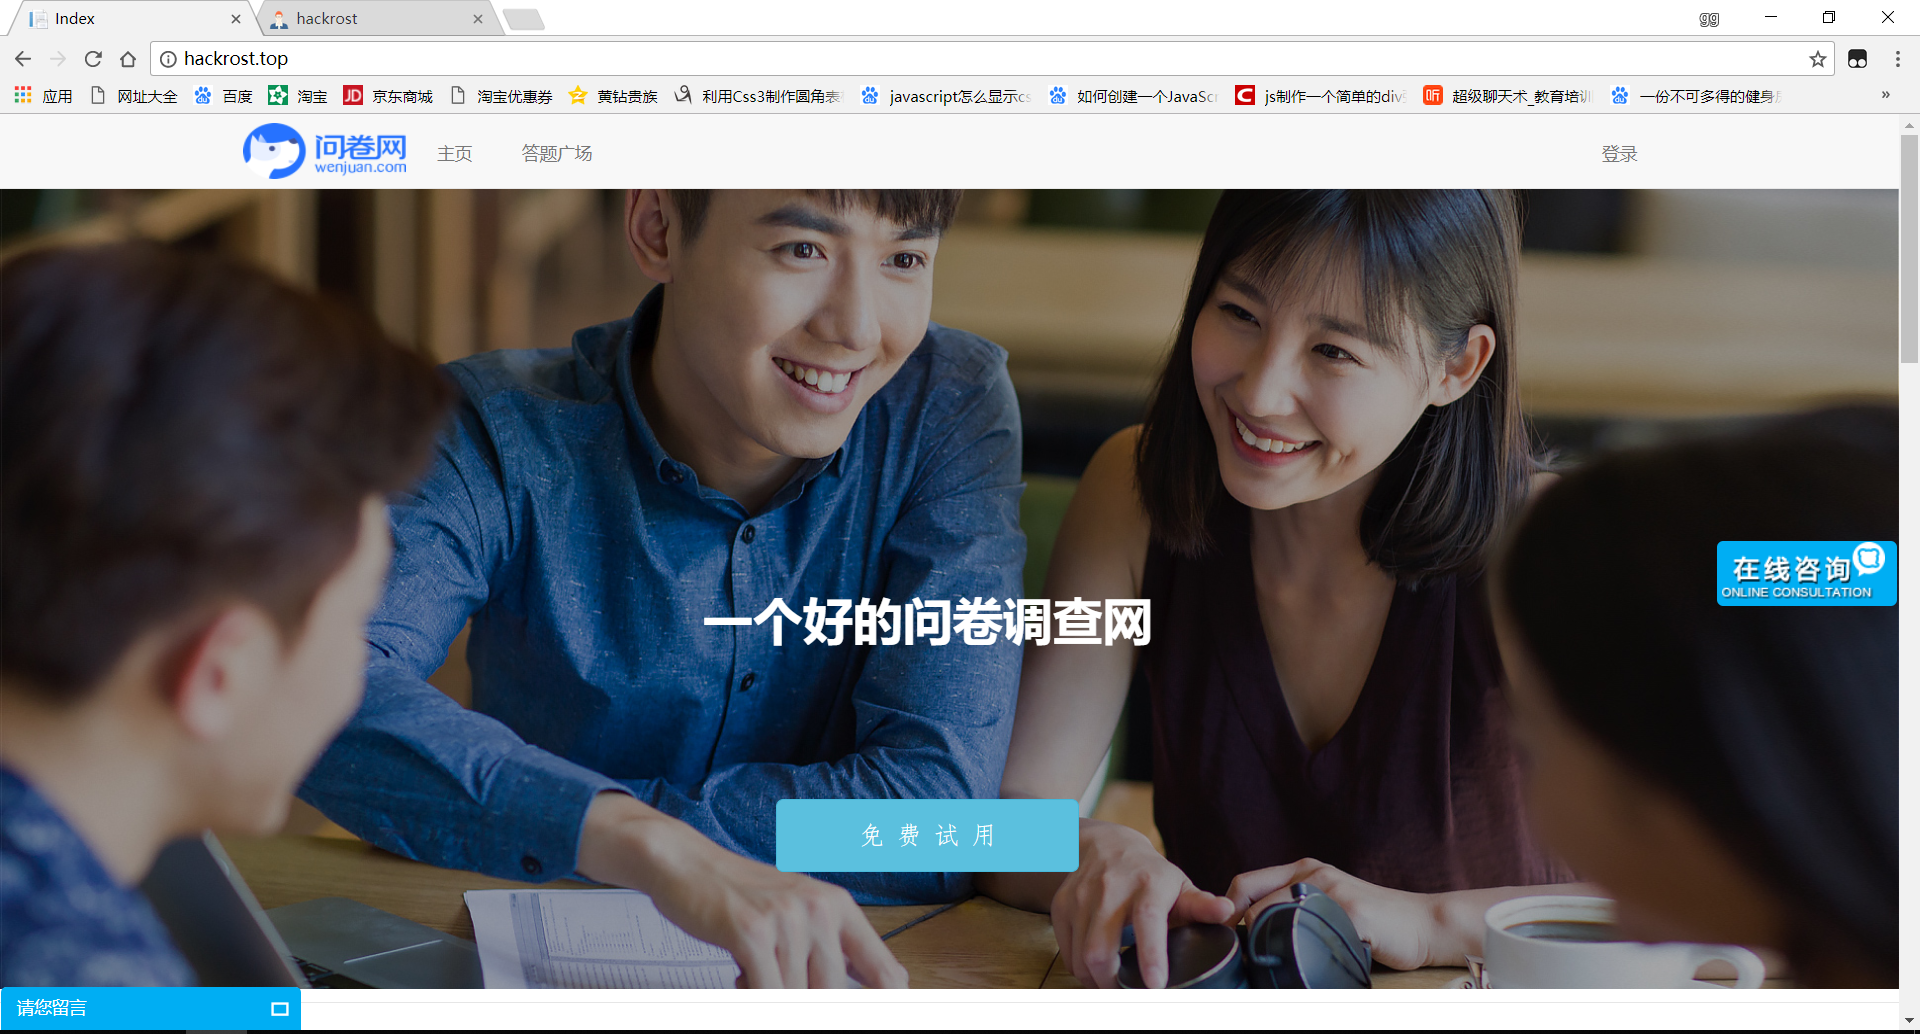 Index
hackrost
gg
hackrost.top
应用
网址大全
百度
淘宝
京东商城
淘宝优惠券
黄钻贵族
利用Css3制作圆角表
javascript怎么显示cs
如何创建一个JavaScr
js制作一个简单的div
超级聊天术_教育培训
一份不可多得的健身
问卷网
wenjuan.com
主页
答题广场
登录
在线咨询
ONLINE CONSULTATION
一个好的问卷调查网
免费试用
请您留言